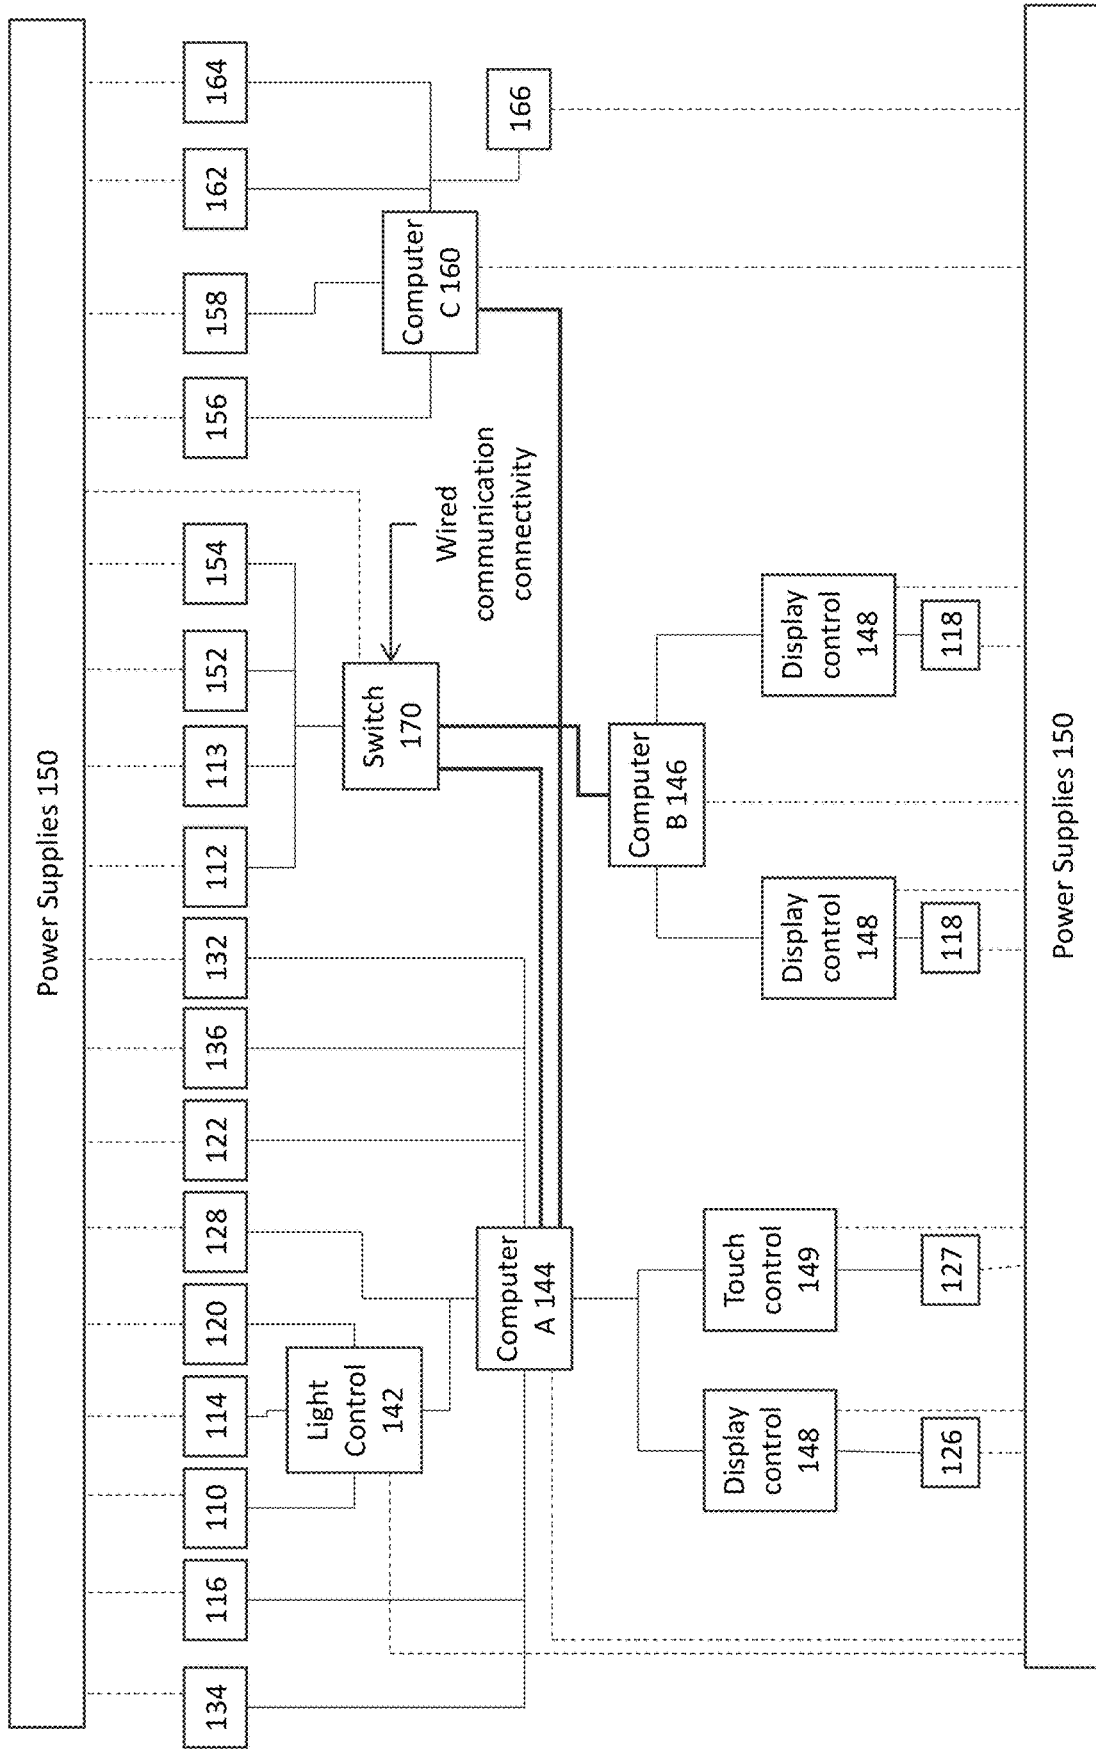 Power Supplies 150
134
116
110
114
120
128
122
136
132
112
113
152
154
156
158
162
164
Light
Control
142
Switch
170
Wired
communication
connectivity
Computer
C 160
166
Computer
A 144
Computer
B 146
Display
control
148
Touch
control
149
Display
control
148
Display
control
148
126
127
118
118
Power Supplies 150